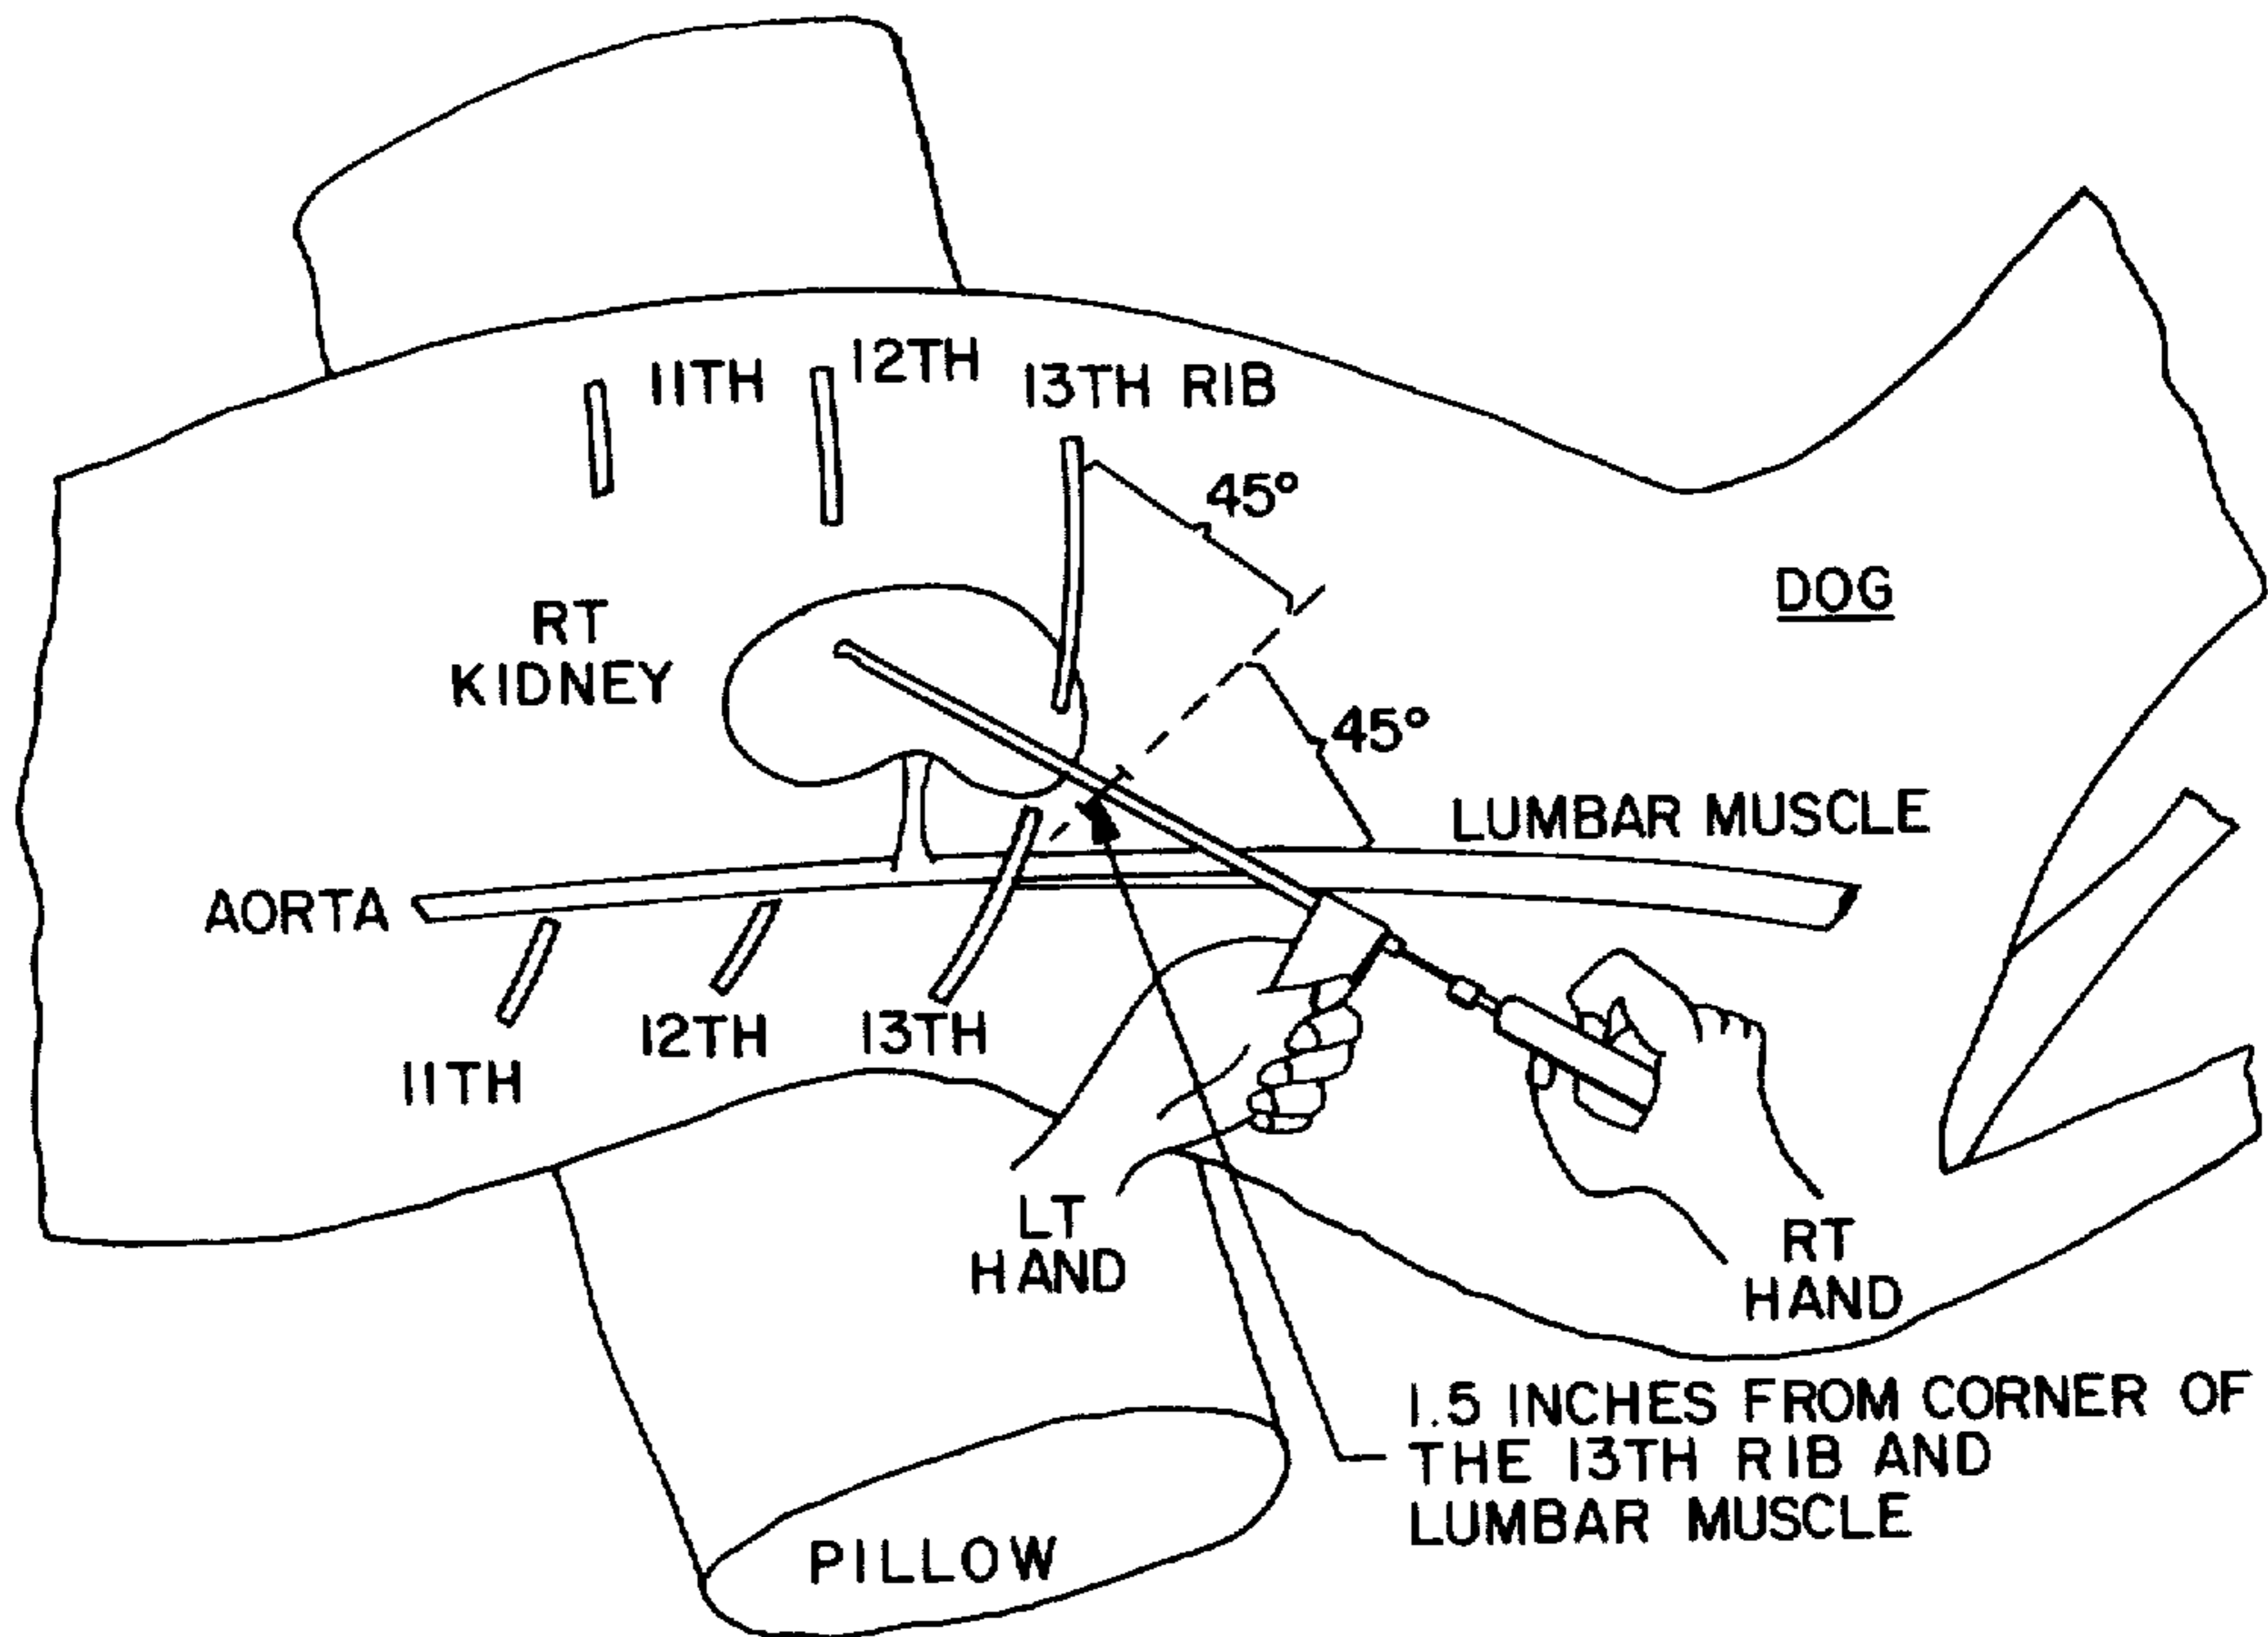 11TH
12TH
13TH RIB
45°
RT
KIDNEY
DOG
45°
LUMBAR MUSCLE
AORTA
11TH
12TH
13TH
LT
HAND
RT
HAND
1.5 INCHES FROM CORNER OF
THE 13TH RIB AND
LUMBAR MUSCLE
PILLOW